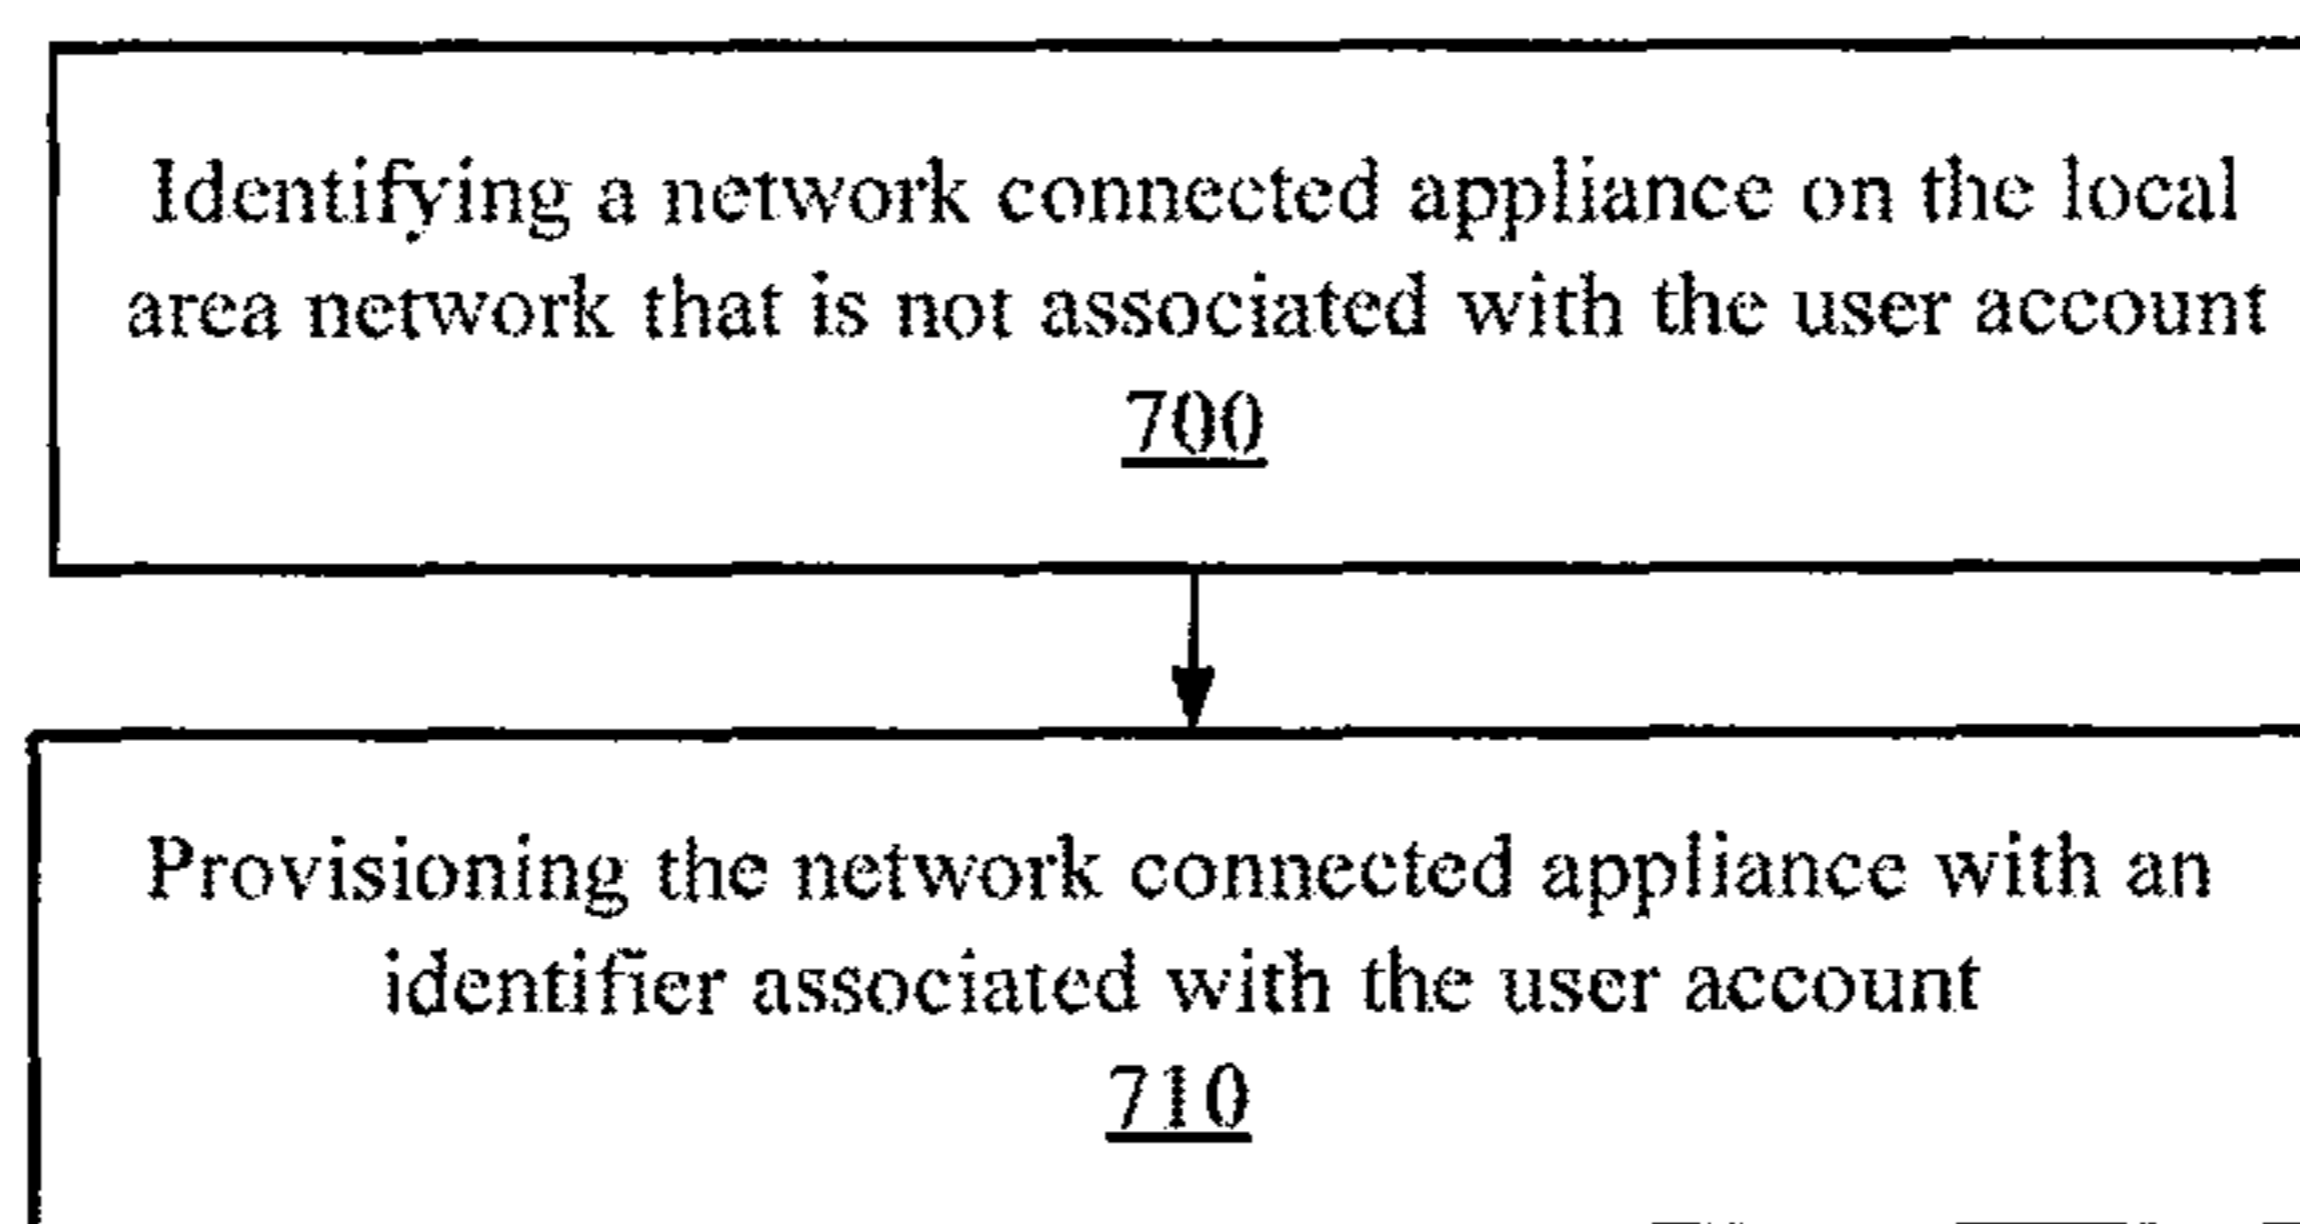 Identifying a network connected appliance on the local
area network that is not associated with the user account
700
Provisioning the network connected appliance with an
identifier associated with the user account
710